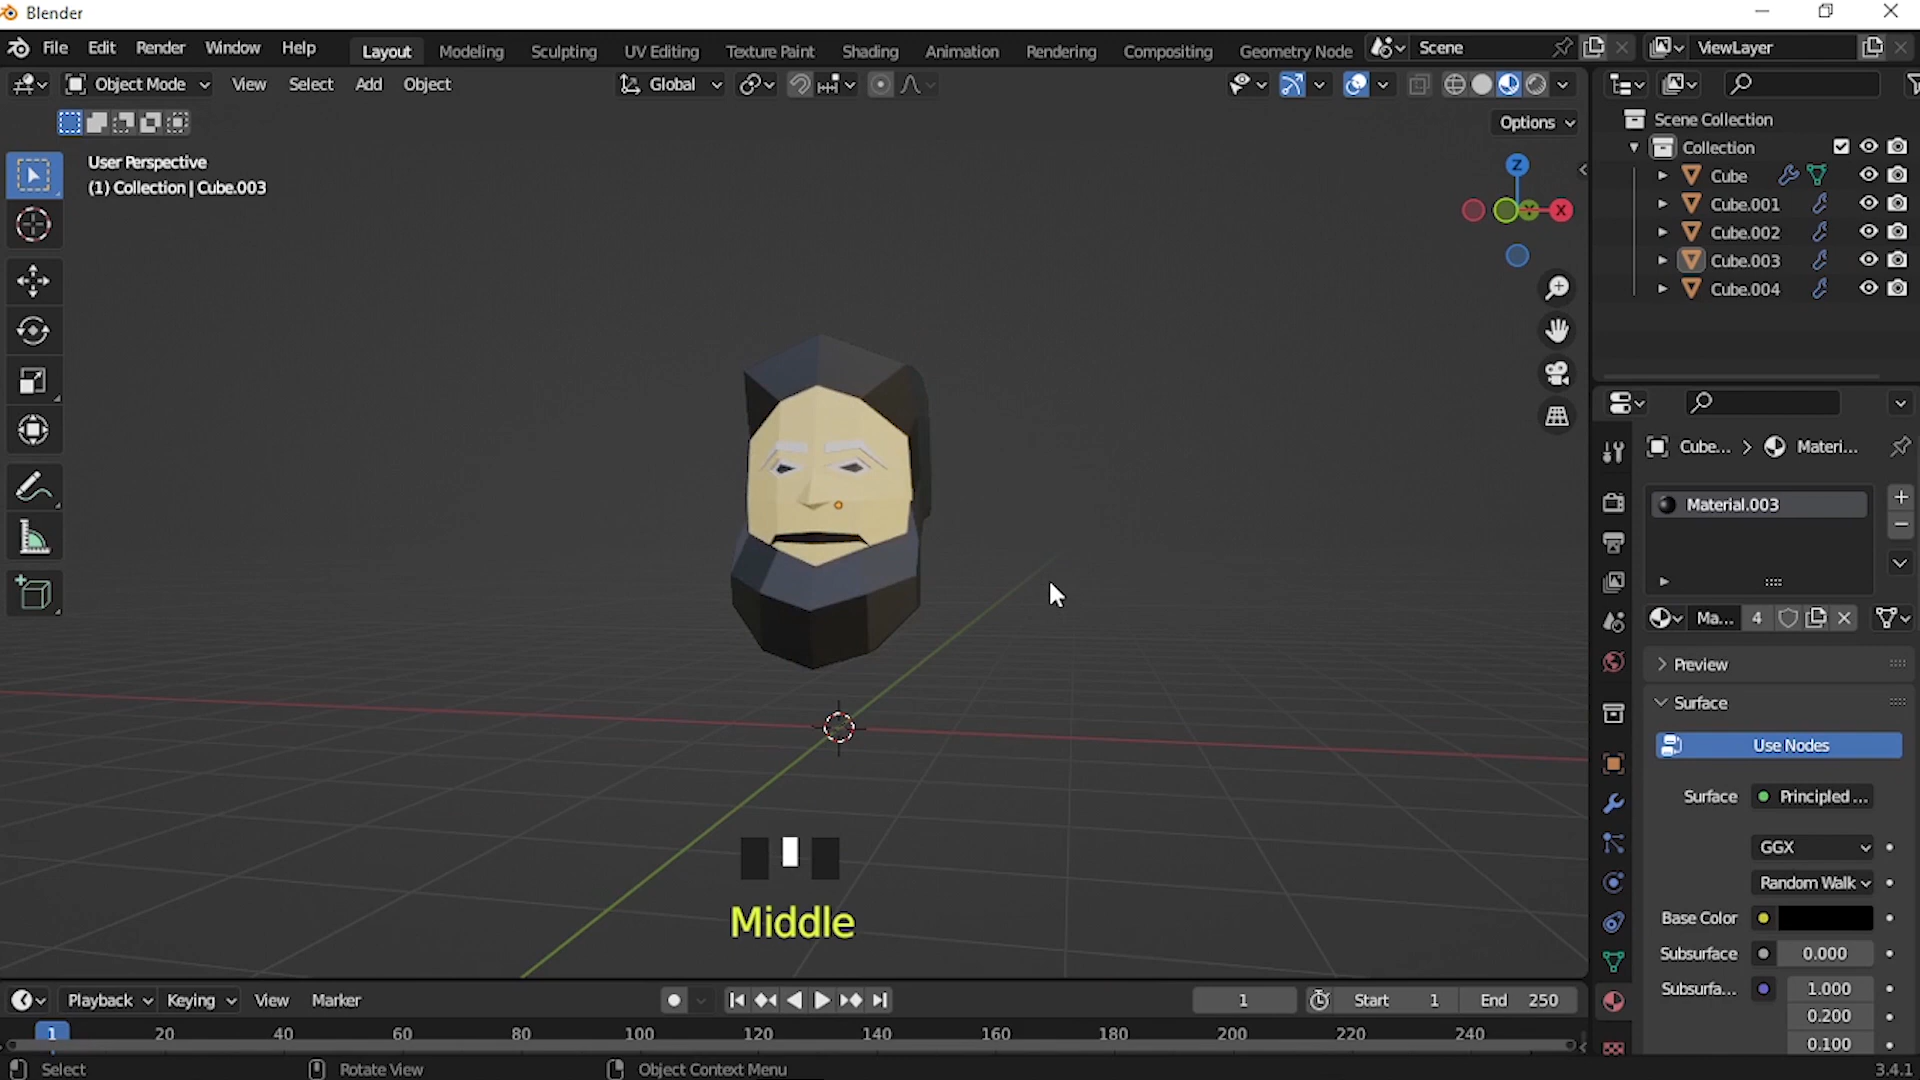 Blender
File Edit Render Window Help Layout Modeling Sculpting UV Editing Texture Paint Shading Animation Rendering Compositing Geometry Node Scene ViewLayer
Object Mode View Select Add Object Global
Options
User Perspective
(1) Collection | Cube.003
Z
X
Scene Collection
Collection
Cube
Cube.001
Cube.002
Cube.003
Cube.004
Cube... > Materi...
Material.003
Ma... 4
Preview
Surface
Use Nodes
Surface Principled ...
GGX
Random Walk
Base Color
Subsurface 0.000
Subsurfa... 1.000
0.200
0.100
Middle
Playback Keying View Marker 1 Start 1 End 250
1 20 40 60 80 100 120 140 160 180 200 220 240
Select Rotate View Object Context Menu 3.4.1